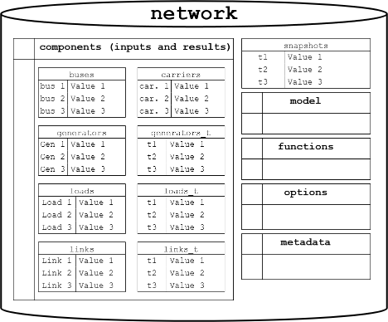 network
components (inputs and results)
buses
bus 1 Value 1
bus 2 Value 2
bus 3 Value 3
carriers
car. 1 Value 1
car. 2 Value 2
car. 3 Value 3
generators
Gen 1 Value 1
Gen 2 Value 2
Gen 3 Value 3
generators_t
t1 Value 1
t2 Value 2
t3 Value 3
loads
Load 1 Value 1
Load 2 Value 2
Load 3 Value 3
loads_t
t1 Value 1
t2 Value 2
t3 Value 3
links
Link 1 Value 1
Link 2 Value 2
Link 3 Value 3
links_t
t1 Value 1
t2 Value 2
t3 Value 3
snapshots
t1 Value 1
t2 Value 2
t3 Value 3
model
functions
options
metadata